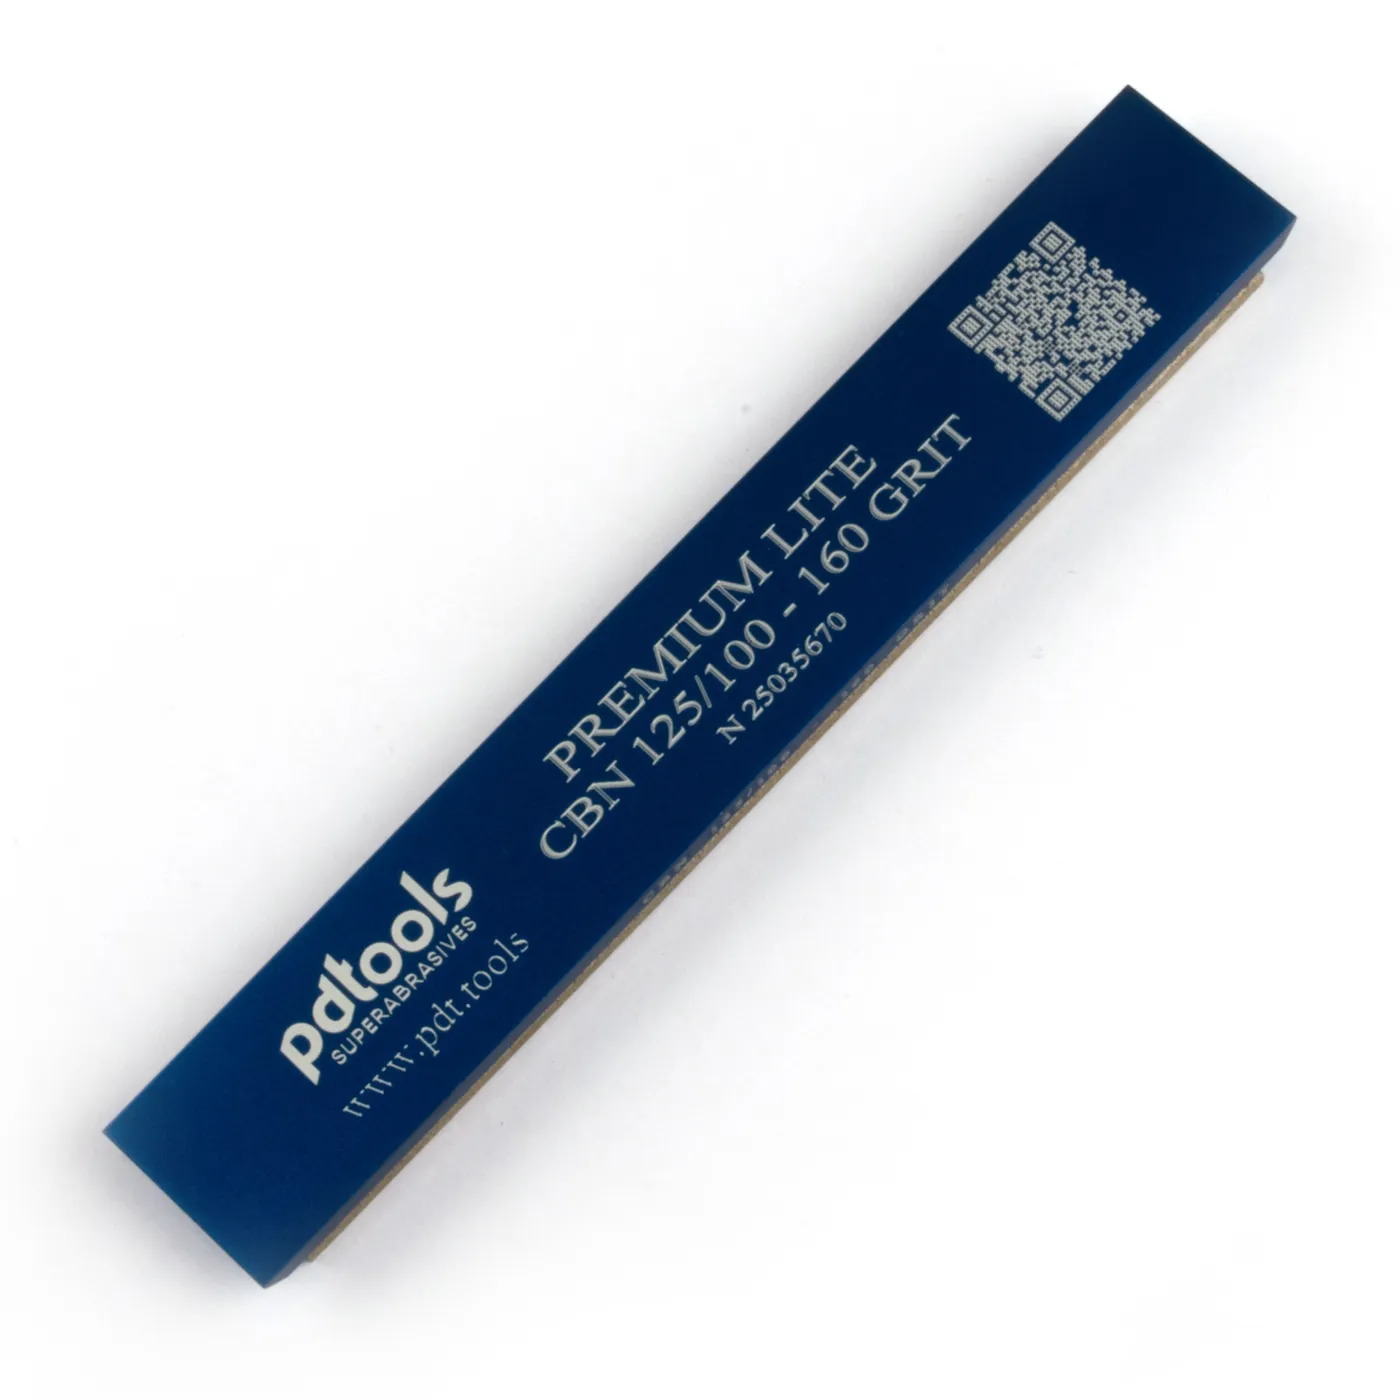 PREMIUM LITE
CBN 125/100 - 160 GRIT
N 25035670
pdtools
SUPERABRASIVES
www.pdt.tools